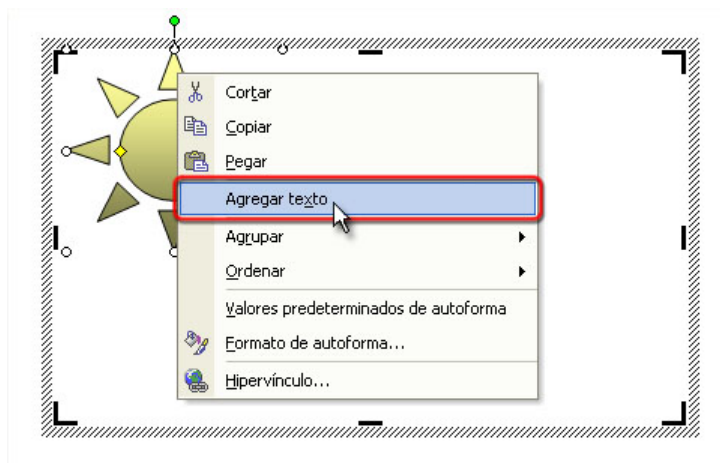 Cortar
Copiar
Pegar
Agregar texto
Agrupar
Ordenar
Valores predeterminados de autoforma
Formato de autoforma...
Hipervínculo...